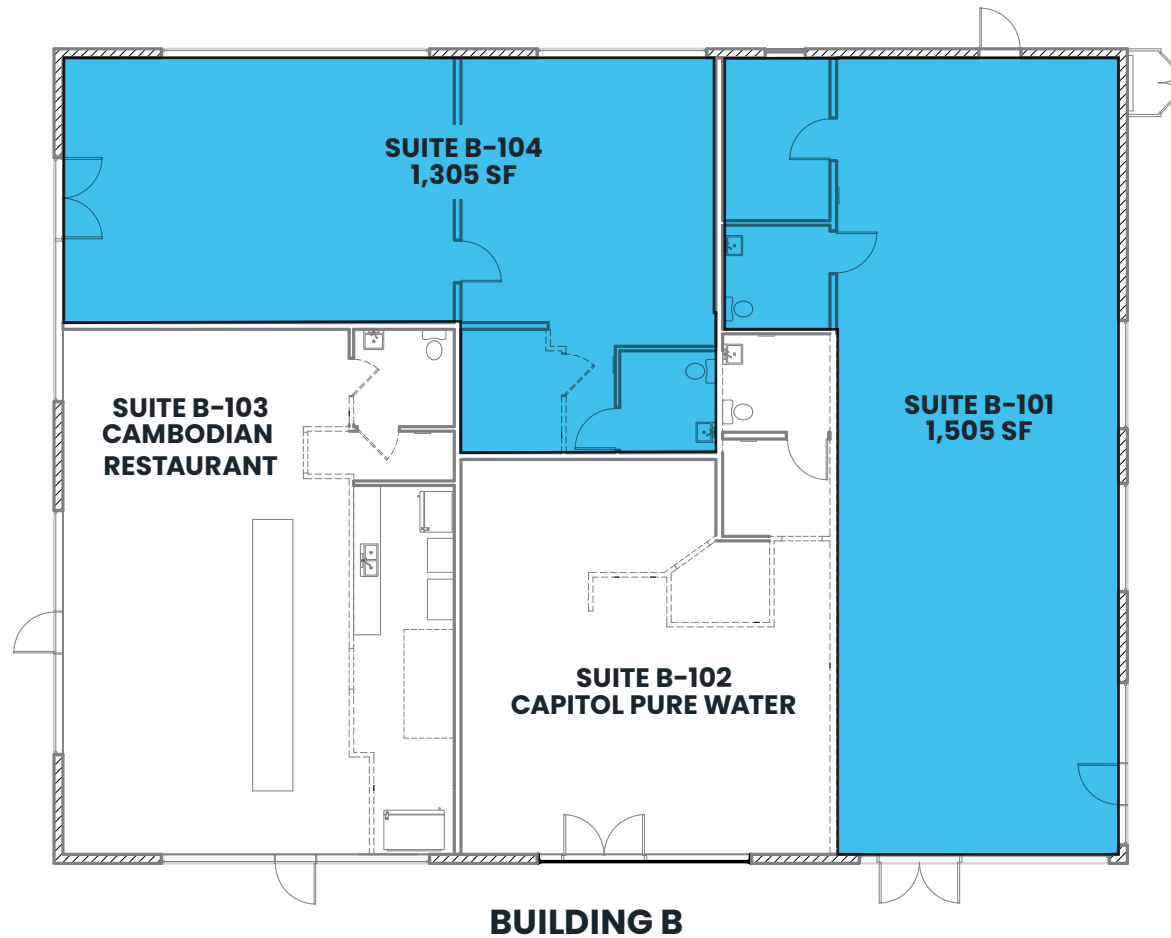 SUITE B-104
1,305 SF
SUITE B-103
CAMBODIAN
RESTAURANT
SUITE B-101
1,505 SF
SUITE B-102
CAPITOL PURE WATER
BUILDING B